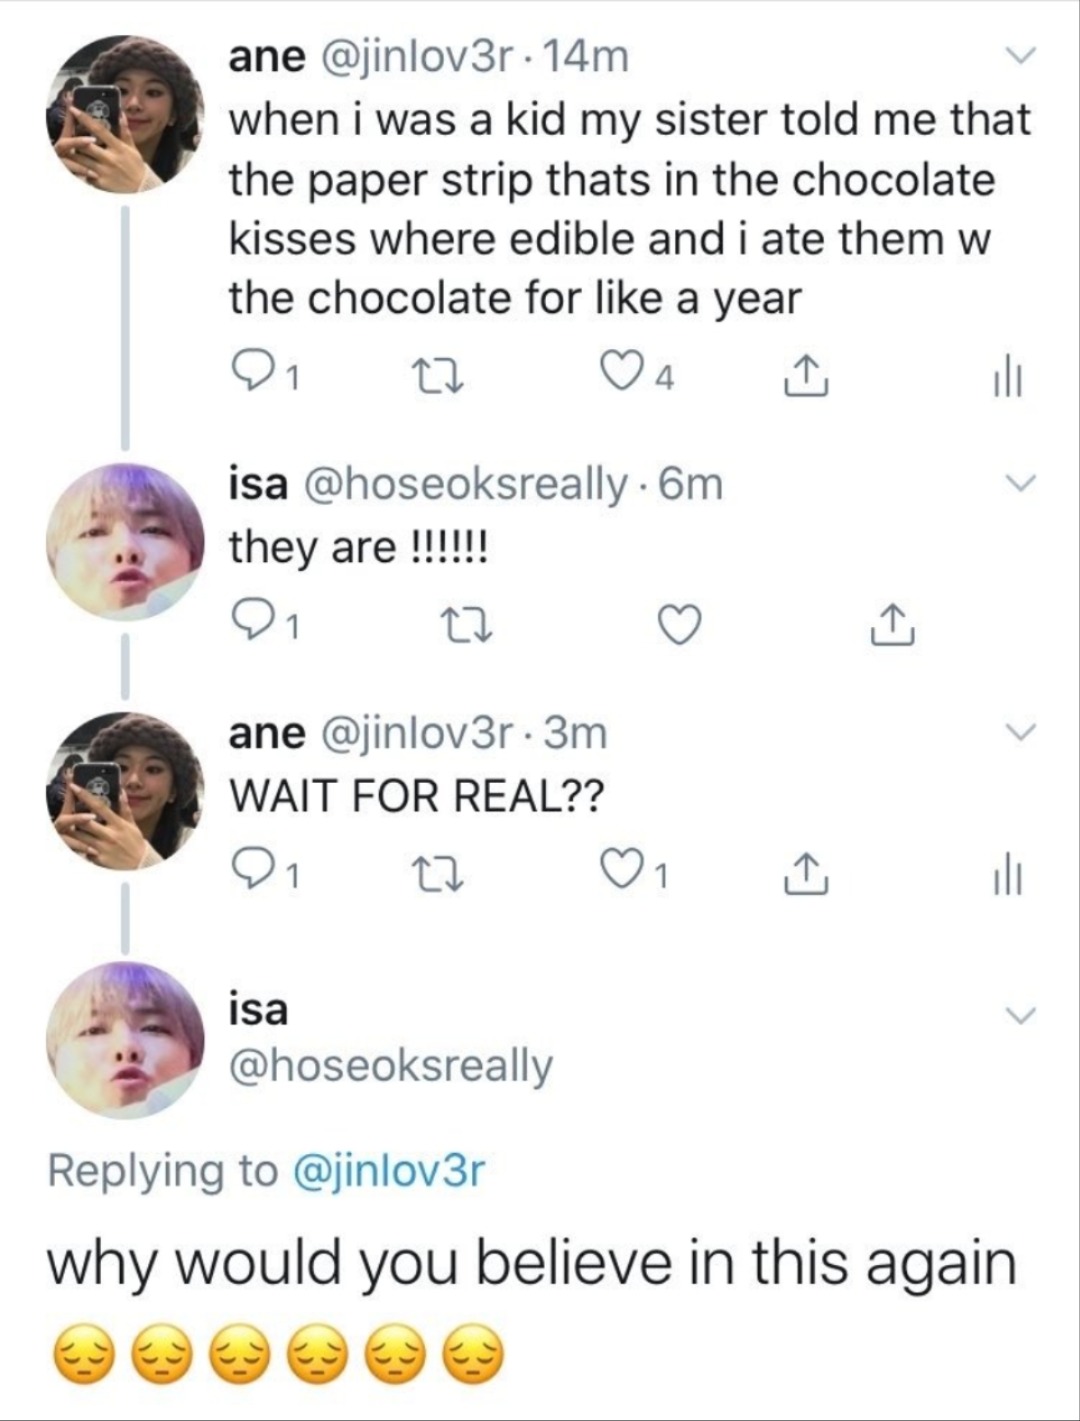 ane @jinlov3r · 14m
when i was a kid my sister told me that
the paper strip thats in the chocolate
kisses where edible and i ate them w
the chocolate for like a year
1 4
isa @hoseoksreally · 6m
they are !!!!!!
1
ane @jinlov3r · 3m
WAIT FOR REAL??
1 1
isa
@hoseoksreally
Replying to @jinlov3r
why would you believe in this again
😔😔😔😔😔😔